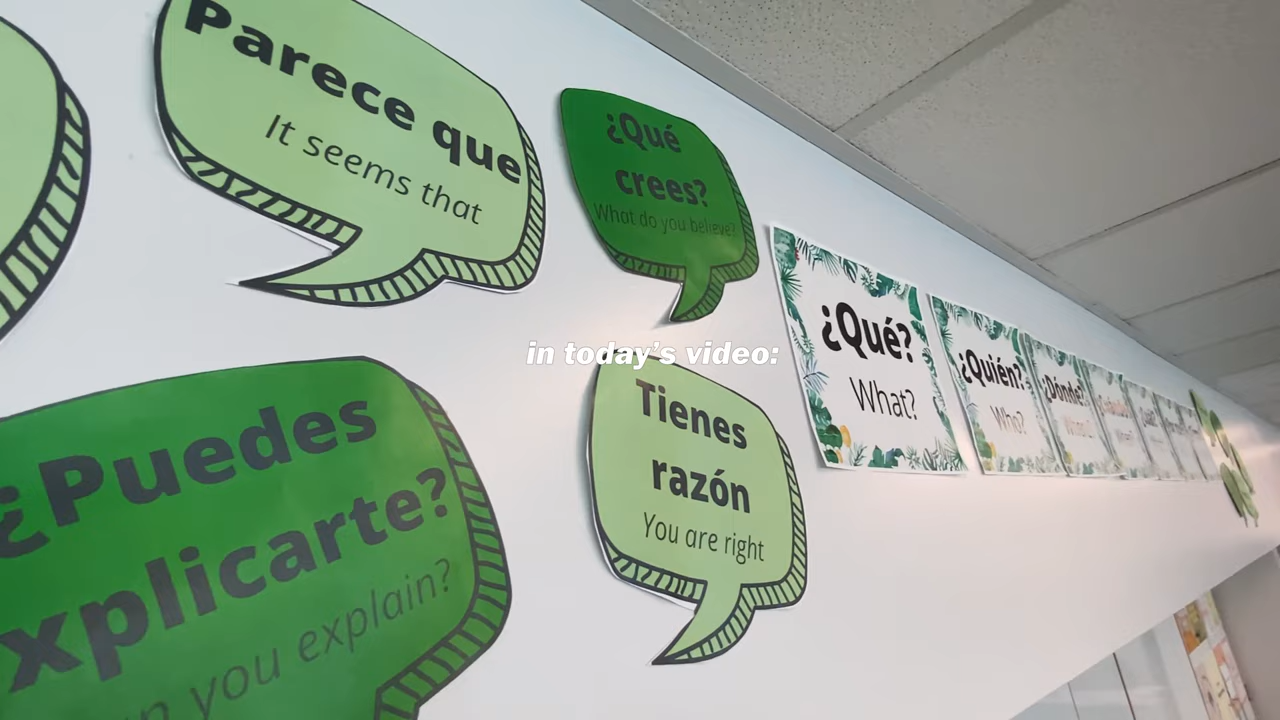 Parece que
It seems that
¿Qué
crees?
What do you believe?
in today's video:
¿Puedes
xplicarte?
you explain?
Tienes
razón
You are right
¿Qué?
What?
¿Quién?
Who?
¿Dónde?